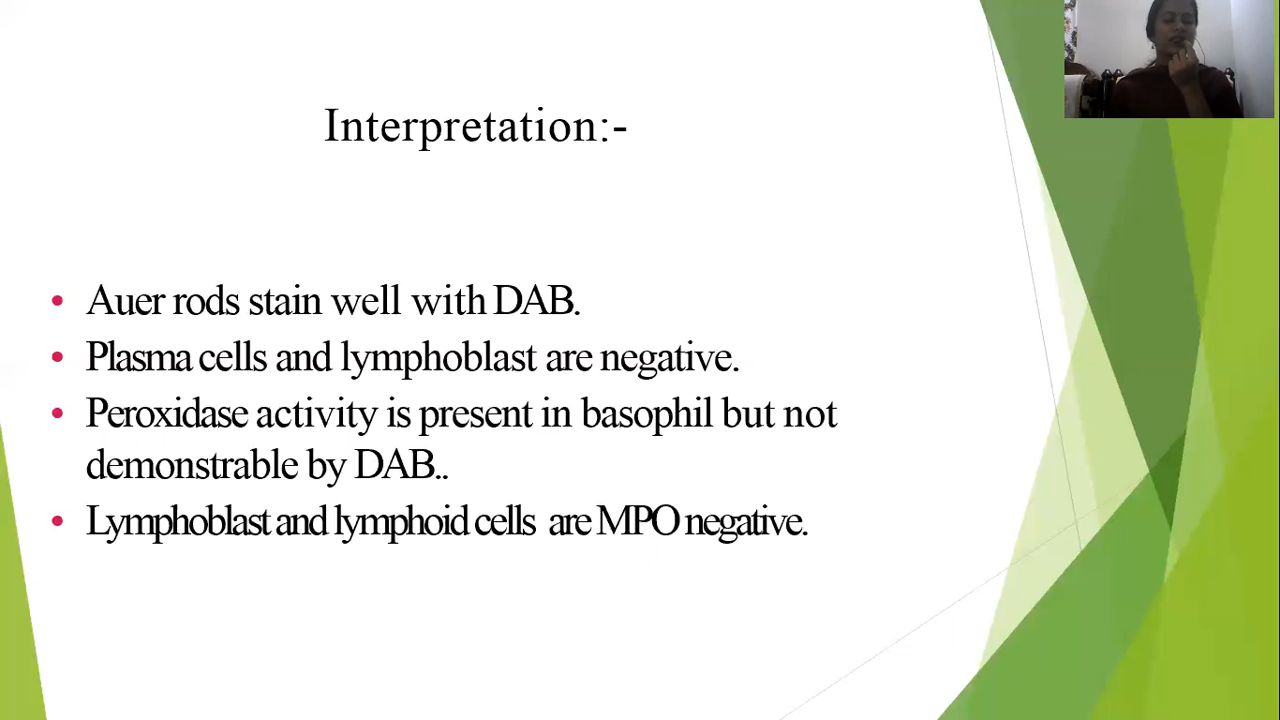 Interpretation:-
• Auer rods stain well with DAB.
• Plasma cells and lymphoblast are negative.
• Peroxidase activity is present in basophil but not
demonstrable by DAB..
• Lymphoblast and lymphoid cells are MPO negative.